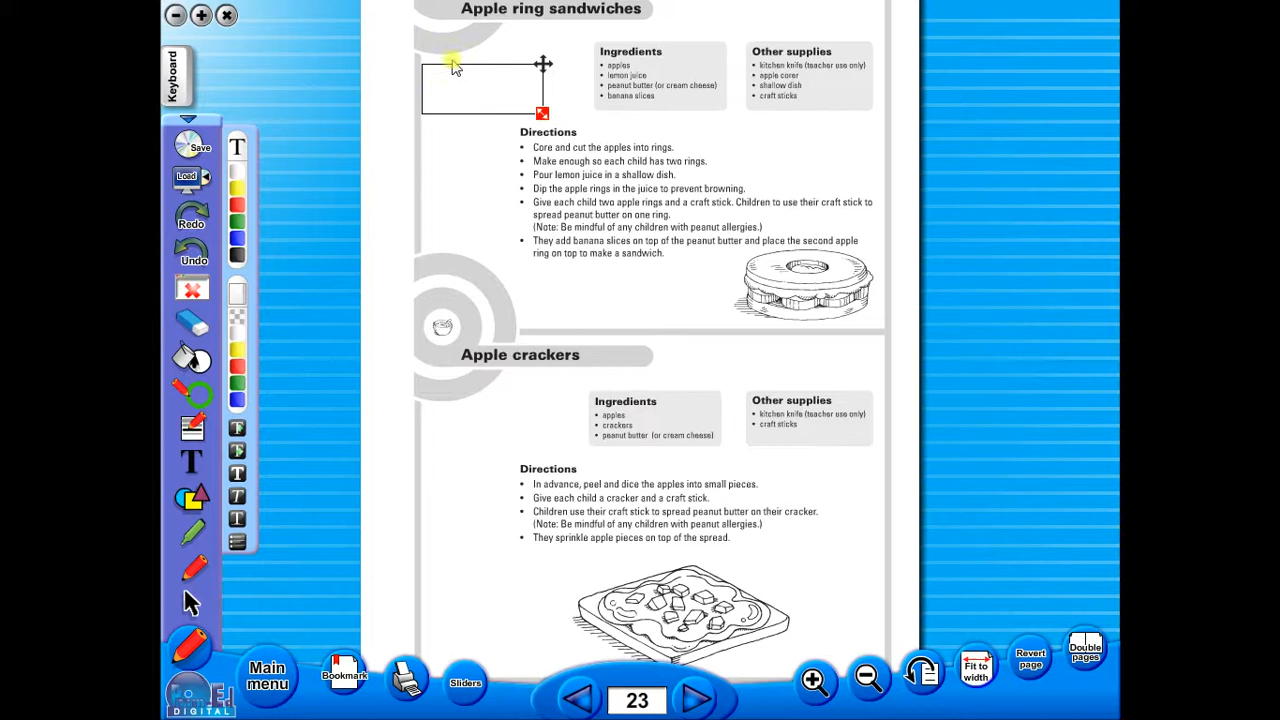 Apple ring sandwiches
Keyboard
Ingredients
• apples
• lemon juice
• peanut butter (or cream cheese)
• banana slices
Other supplies
• kitchen knife (teacher use only)
• apple corer
• shallow dish
• craft sticks
Directions
• Core and cut the apples into rings.
• Make enough so each child has two rings.
• Pour lemon juice in a shallow dish.
• Dip the apple rings in the juice to prevent browning.
• Give each child two apple rings and a craft stick. Children to use their craft stick to
spread peanut butter on one ring.
(Note: Be mindful of any children with peanut allergies.)
• They add banana slices on top of the peanut butter and place the second apple
ring on top to make a sandwich.
Apple crackers
Ingredients
• apples
• crackers
• peanut butter (or cream cheese)
Other supplies
• kitchen knife (teacher use only)
• craft sticks
Directions
• In advance, peel and dice the apples into small pieces.
• Give each child a cracker and a craft stick.
• Children use their craft stick to spread peanut butter on their cracker.
(Note: Be mindful of any children with peanut allergies.)
• They sprinkle apple pieces on top of the spread.
Save
Load
Redo
Undo
T
T
T
T
T
T
T
Main
menu
Bookmark
Sliders
23
Fit to
width
Revert
page
Double
pages
DIGITAL